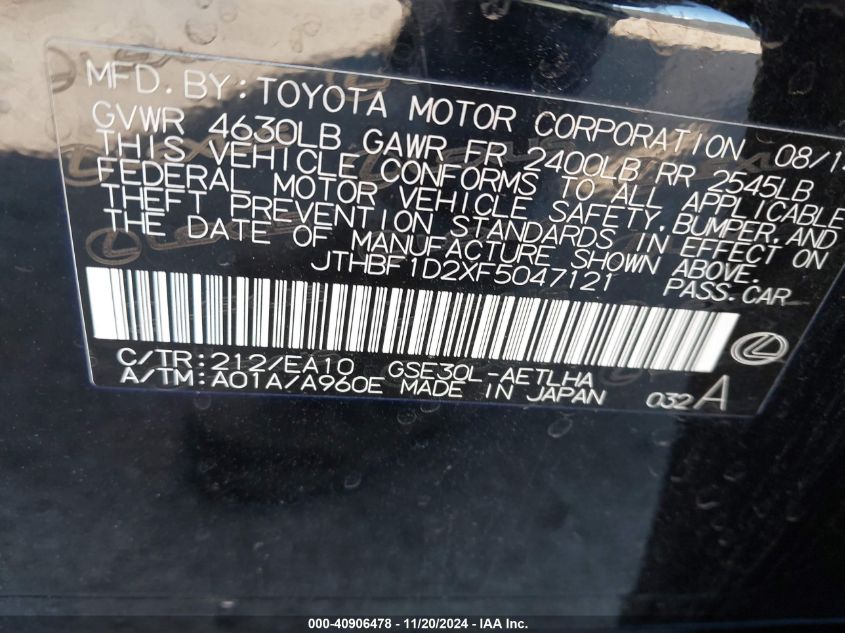 MFD.BY:TOYOTA MOTOR CORPORATION 08/14
GVWR 4630LB GAWR FR 2400LB RR 2545LB
THIS VEHICLE CONFORMS TO ALL APPLICABLE
FEDERAL MOTOR VEHICLE SAFETY,BUMPER,AND
THEFT PREVENTION STANDARDS IN EFFECT ON
THE DATE OF MANUFACTURE SHOWN ABOVE.
JTHBF1D2XF5047121 PASS.CAR
C/TR:212/EA10 GSE30L-AETLHA
A/TM:A01A/A960E MADE IN JAPAN 032A
000-40906478 - 11/20/2024 - IAA Inc.